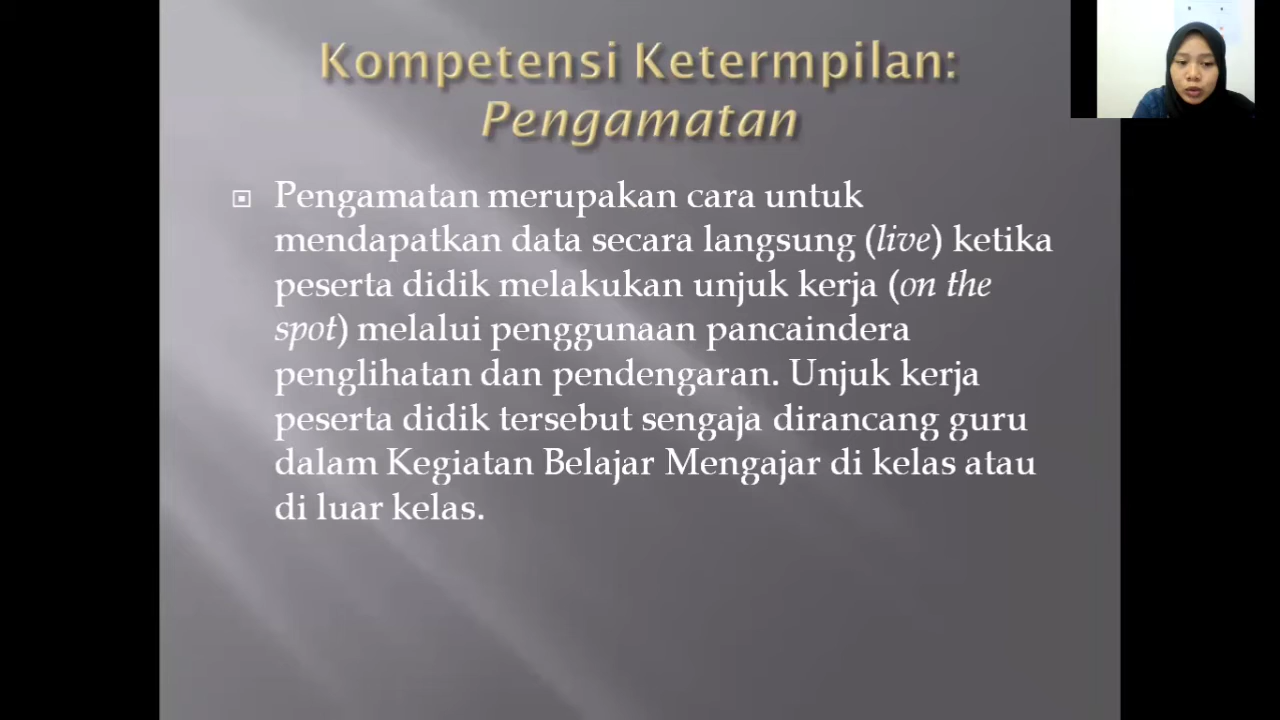 Kompetensi Ketermpilan:
Pengamatan
Pengamatan merupakan cara untuk
mendapatkan data secara langsung (live) ketika
peserta didik melakukan unjuk kerja (on the
spot) melalui penggunaan pancaindera
penglihatan dan pendengaran. Unjuk kerja
peserta didik tersebut sengaja dirancang guru
dalam Kegiatan Belajar Mengajar di kelas atau
di luar kelas.